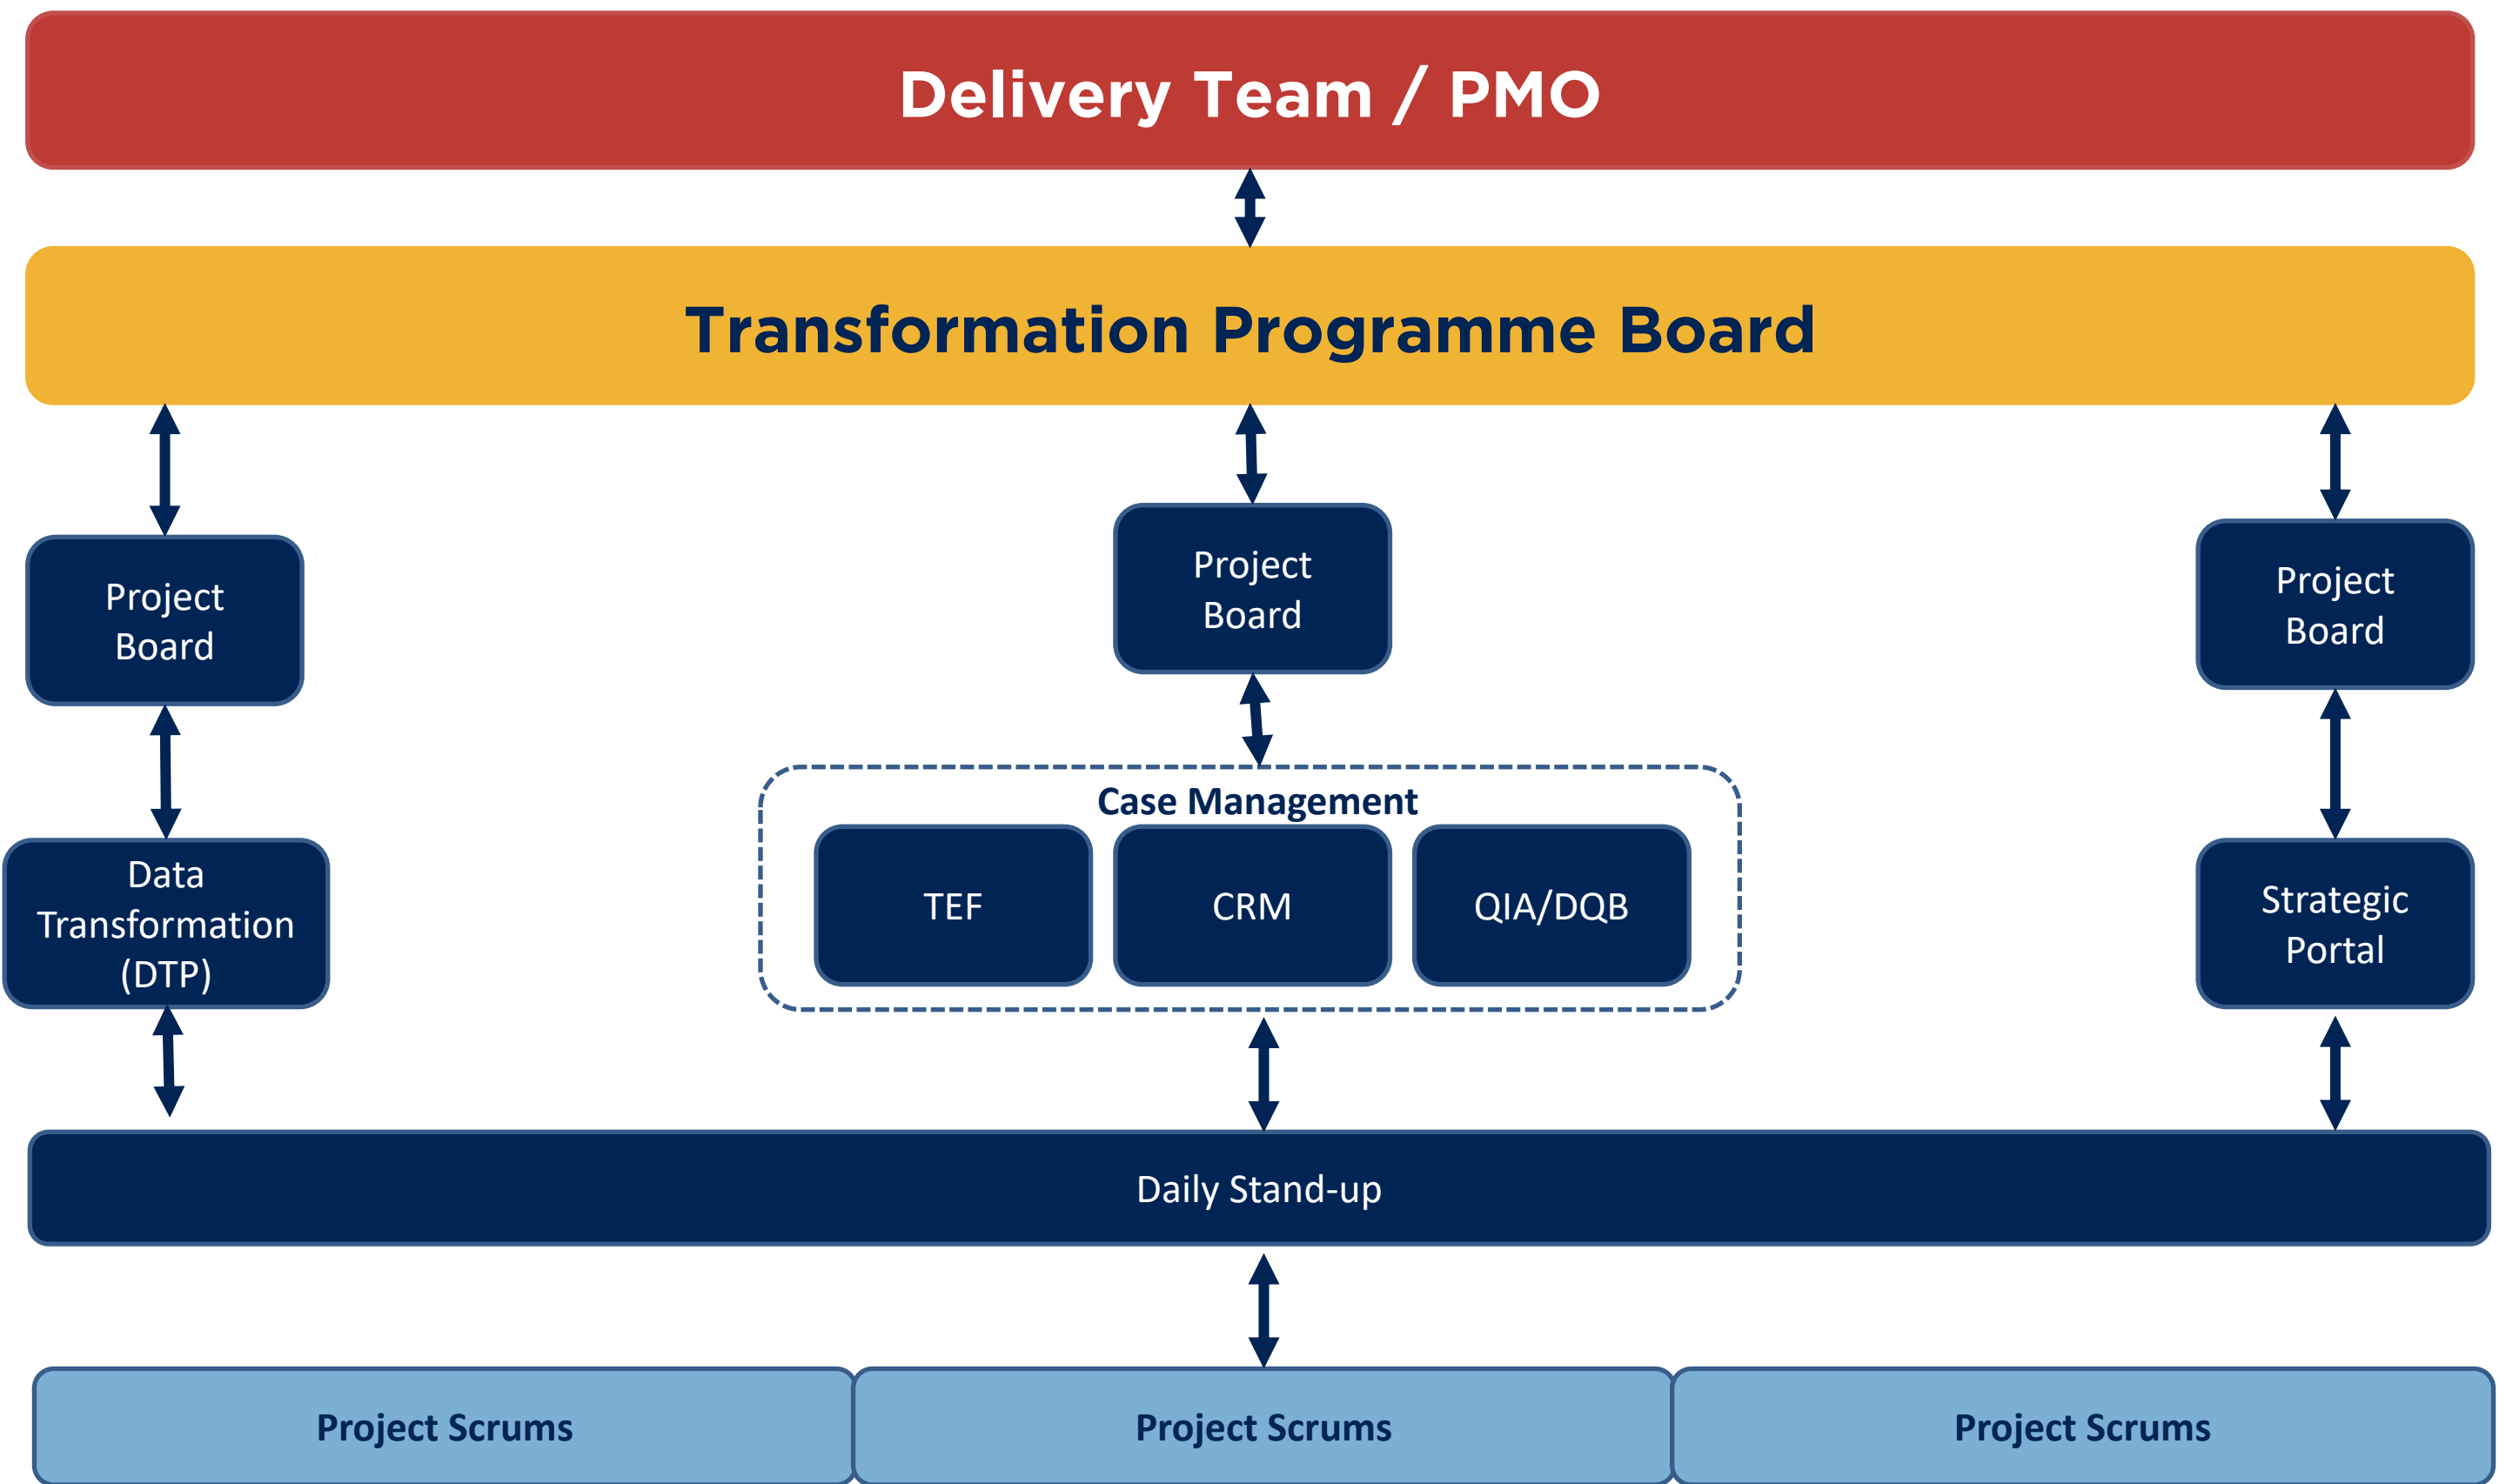 Delivery Team / PMO
Transformation Programme Board
Project
Board
Project
Board
Project
Board
Case Management
Data
Transformation
(DTP)
TEF
CRM
QIA/DQB
Strategic
Portal
Daily Stand-up
Project Scrums
Project Scrums
Project Scrums